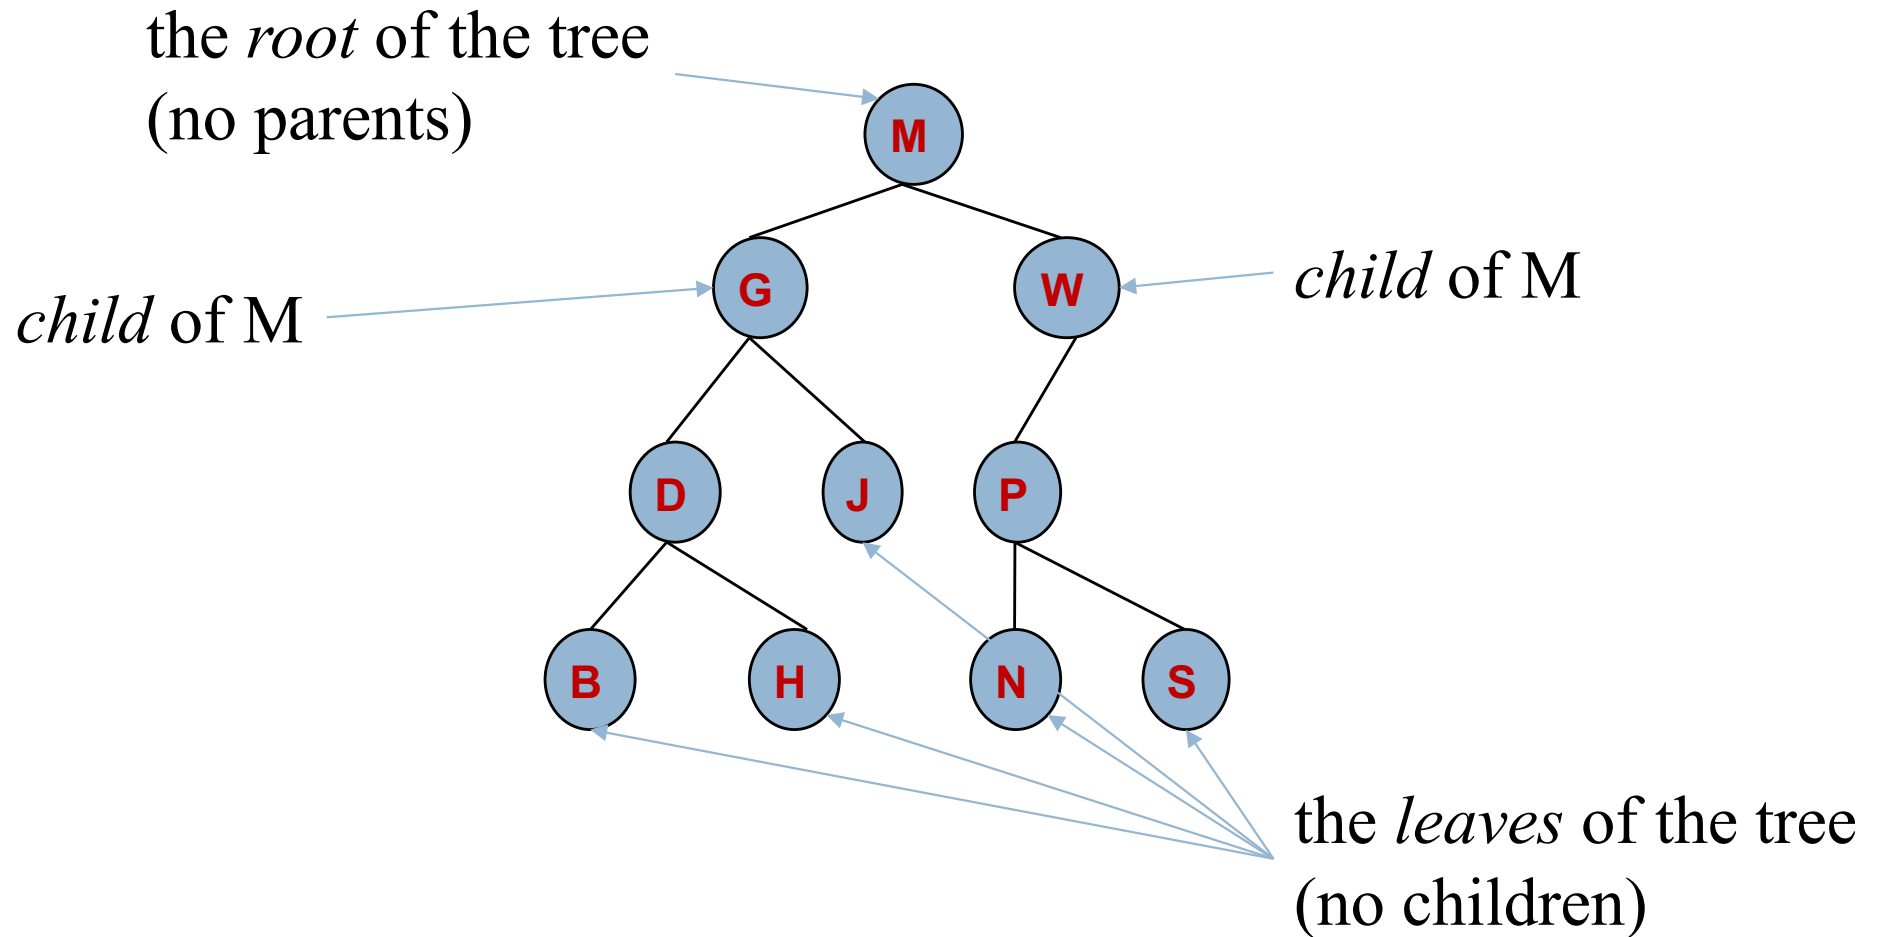 the root of the tree
(no parents)
M
G
W
child of M
child of M
D
J
P
B
H
N
S
the leaves of the tree
(no children)